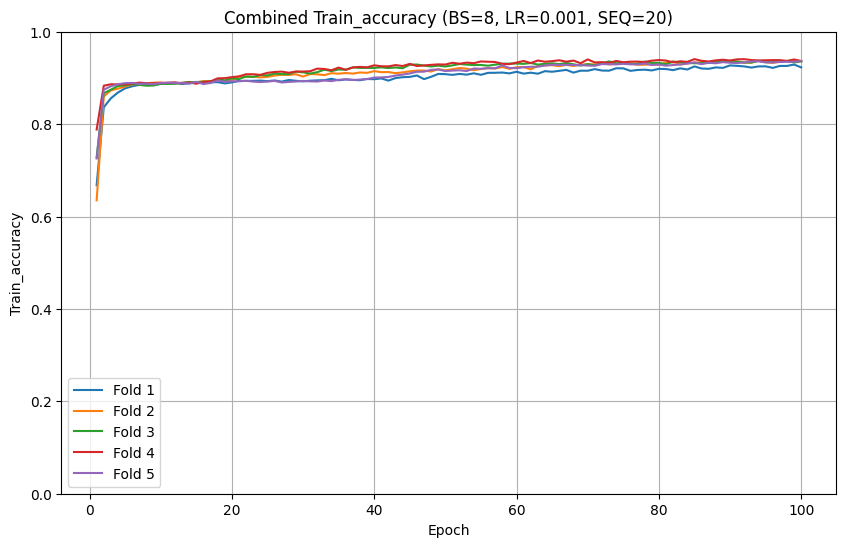 Combined Train_accuracy (BS=8, LR=0.001, SEQ=20)
Train_accuracy
1.0
0.8
0.6
0.4
0.2
0.0
Fold 1
Fold 2
Fold 3
Fold 4
Fold 5
0 20 40 60 80 100
Epoch